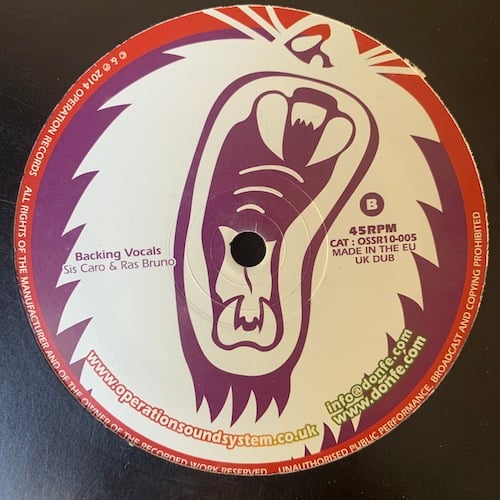 © & ℗ 2014 OPERATION RECORDS
ALL RIGHTS OF THE MANUFACTURER AND OF THE OWNER OF THE RECORDED WORK RESERVED
UNAUTHORISED PUBLIC PERFORMANCE, BROADCAST AND COPYING PROHIBITED
Backing Vocals
Sis Caro & Ras Bruno
B
45RPM
CAT : OSSR10-005
MADE IN THE EU
UK DUB
www.operationsoundsystem.co.uk
info@donfe.com
www.donfe.com